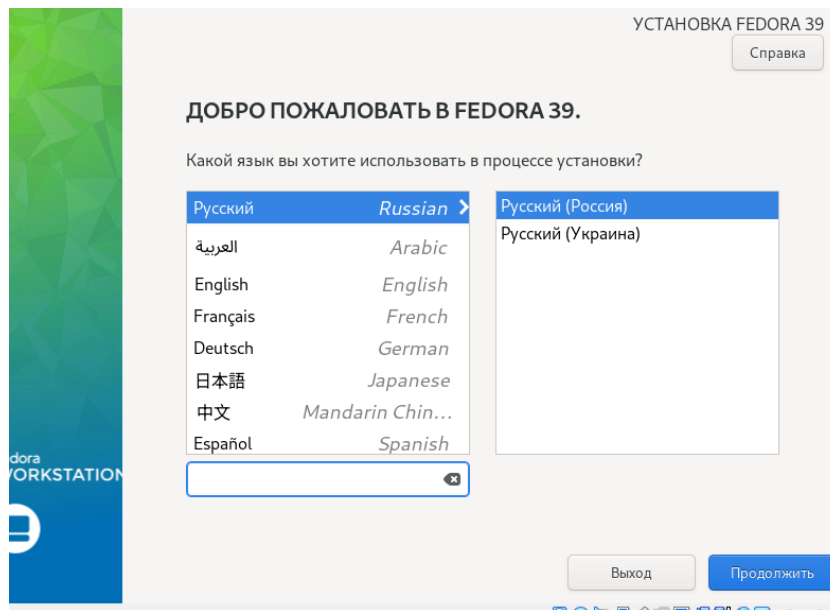 УСТАНОВКА FEDORA 39
Справка
ДОБРО ПОЖАЛОВАТЬ В FEDORA 39.
Какой язык вы хотите использовать в процессе установки?
Русский Russian
العربية Arabic
English English
Français French
Deutsch German
日本語 Japanese
中文 Mandarin Chin...
Español Spanish
Русский (Россия)
Русский (Украина)
dora
ORKSTATION
Выход
Продолжить